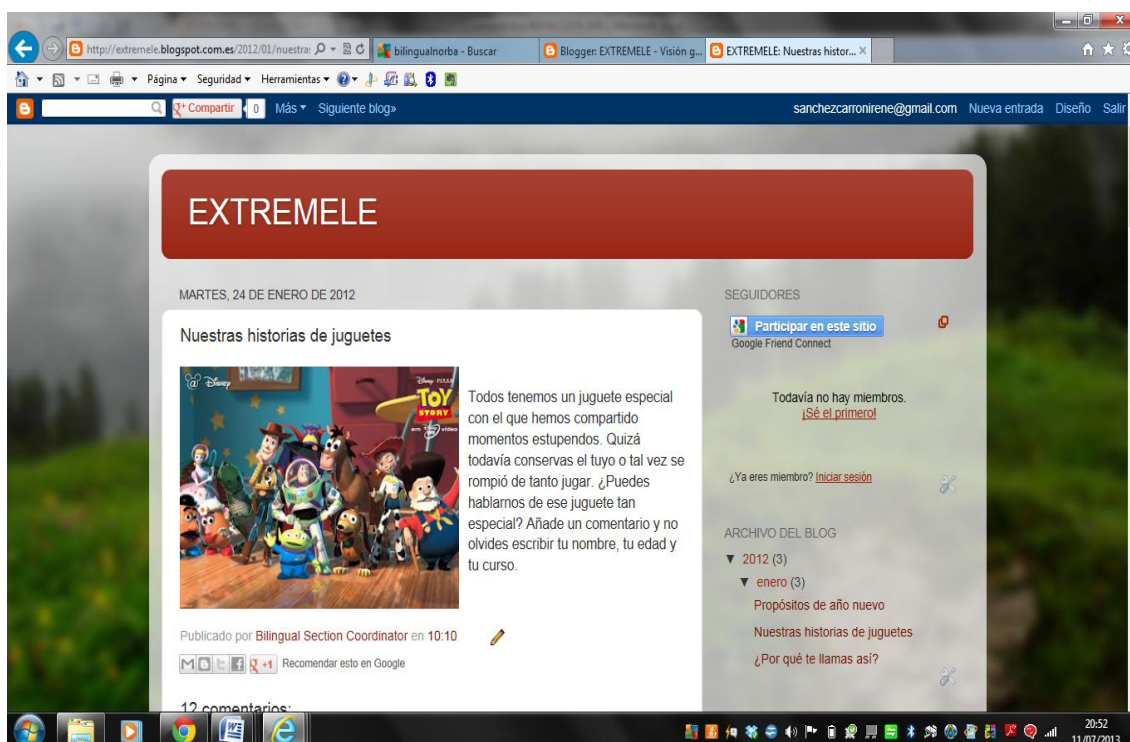 http://extremele.blogspot.com.es/2012/01/nuestra:
bilingualnorba - Buscar
Blogger: EXTREMELE - Visión g...
EXTREMELE: Nuestras histor...
Página Seguridad Herramientas
Compartir 0 Más Siguiente blog»
sanchezcarronirene@gmail.com Nueva entrada Diseño Salir
EXTREMELE
MARTES, 24 DE ENERO DE 2012
Nuestras historias de juguetes
Disney
Disney PIXAR
TOY
STORY
em video
Todos tenemos un juguete especial
con el que hemos compartido
momentos estupendos. Quizá
todavía conservas el tuyo o tal vez se
rompió de tanto jugar. ¿Puedes
hablarnos de ese juguete tan
especial? Añade un comentario y no
olvides escribir tu nombre, tu edad y
tu curso.
Publicado por Bilingual Section Coordinator en 10:10
+1 Recomendar esto en Google
12 comentarios:
SEGUIDORES
Participar en este sitio
Google Friend Connect
Todavía no hay miembros.
¡Sé el primero!
¿Ya eres miembro? Iniciar sesión
ARCHIVO DEL BLOG
▼ 2012 (3)
▼ enero (3)
Propósitos de año nuevo
Nuestras historias de juguetes
¿Por qué te llamas así?
20:52
11/07/2013